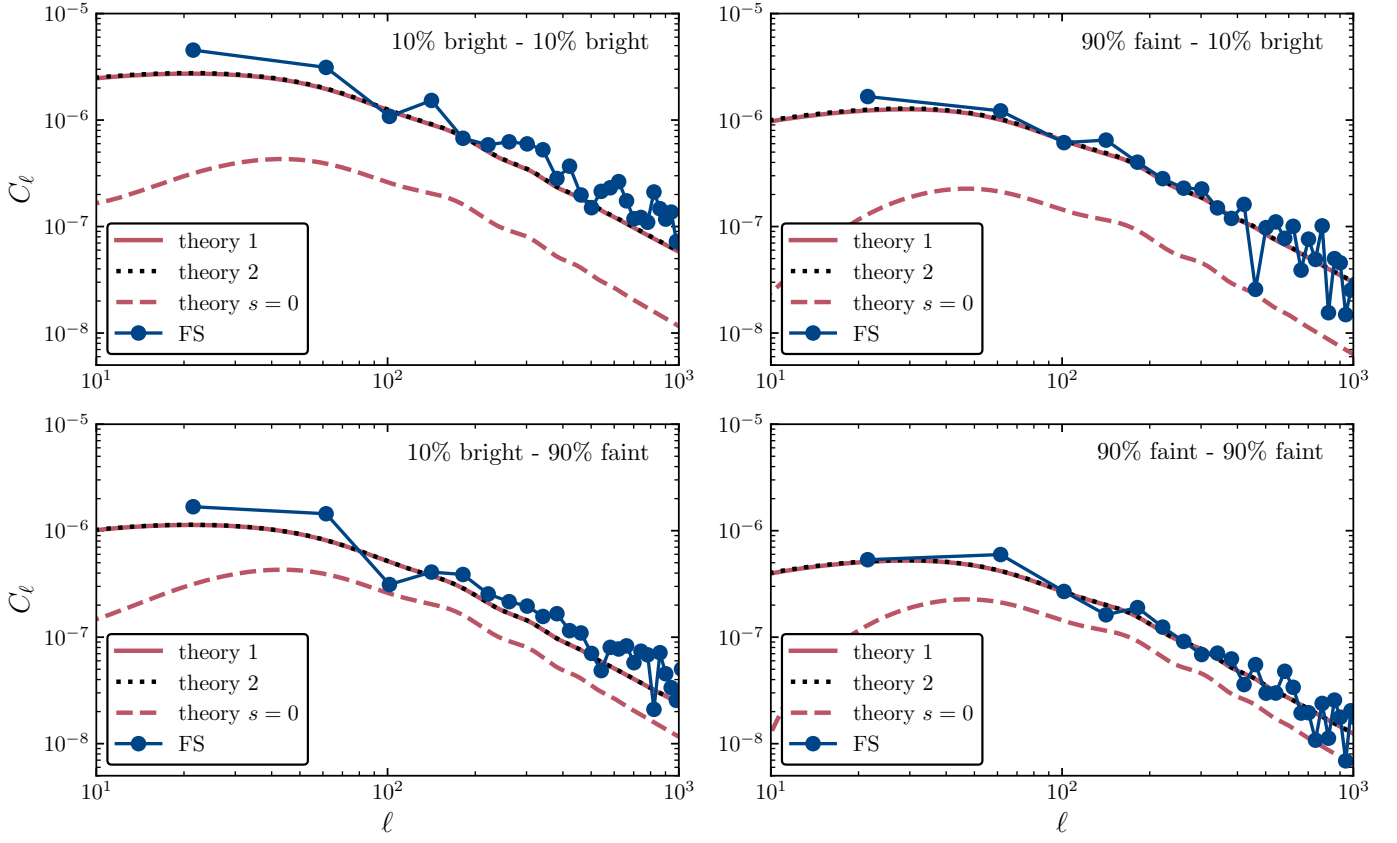 10% bright - 10% bright
10⁻⁵
10⁻⁶
10⁻⁷
10⁻⁸
C_ℓ
theory 1
theory 2
theory s = 0
FS
10¹ 10² 10³
90% faint - 10% bright
10⁻⁵
10⁻⁶
10⁻⁷
10⁻⁸
theory 1
theory 2
theory s = 0
FS
10¹ 10² 10³
10% bright - 90% faint
10⁻⁵
10⁻⁶
10⁻⁷
10⁻⁸
C_ℓ
theory 1
theory 2
theory s = 0
FS
10¹ 10² 10³
ℓ
90% faint - 90% faint
10⁻⁵
10⁻⁶
10⁻⁷
10⁻⁸
theory 1
theory 2
theory s = 0
FS
10¹ 10² 10³
ℓ